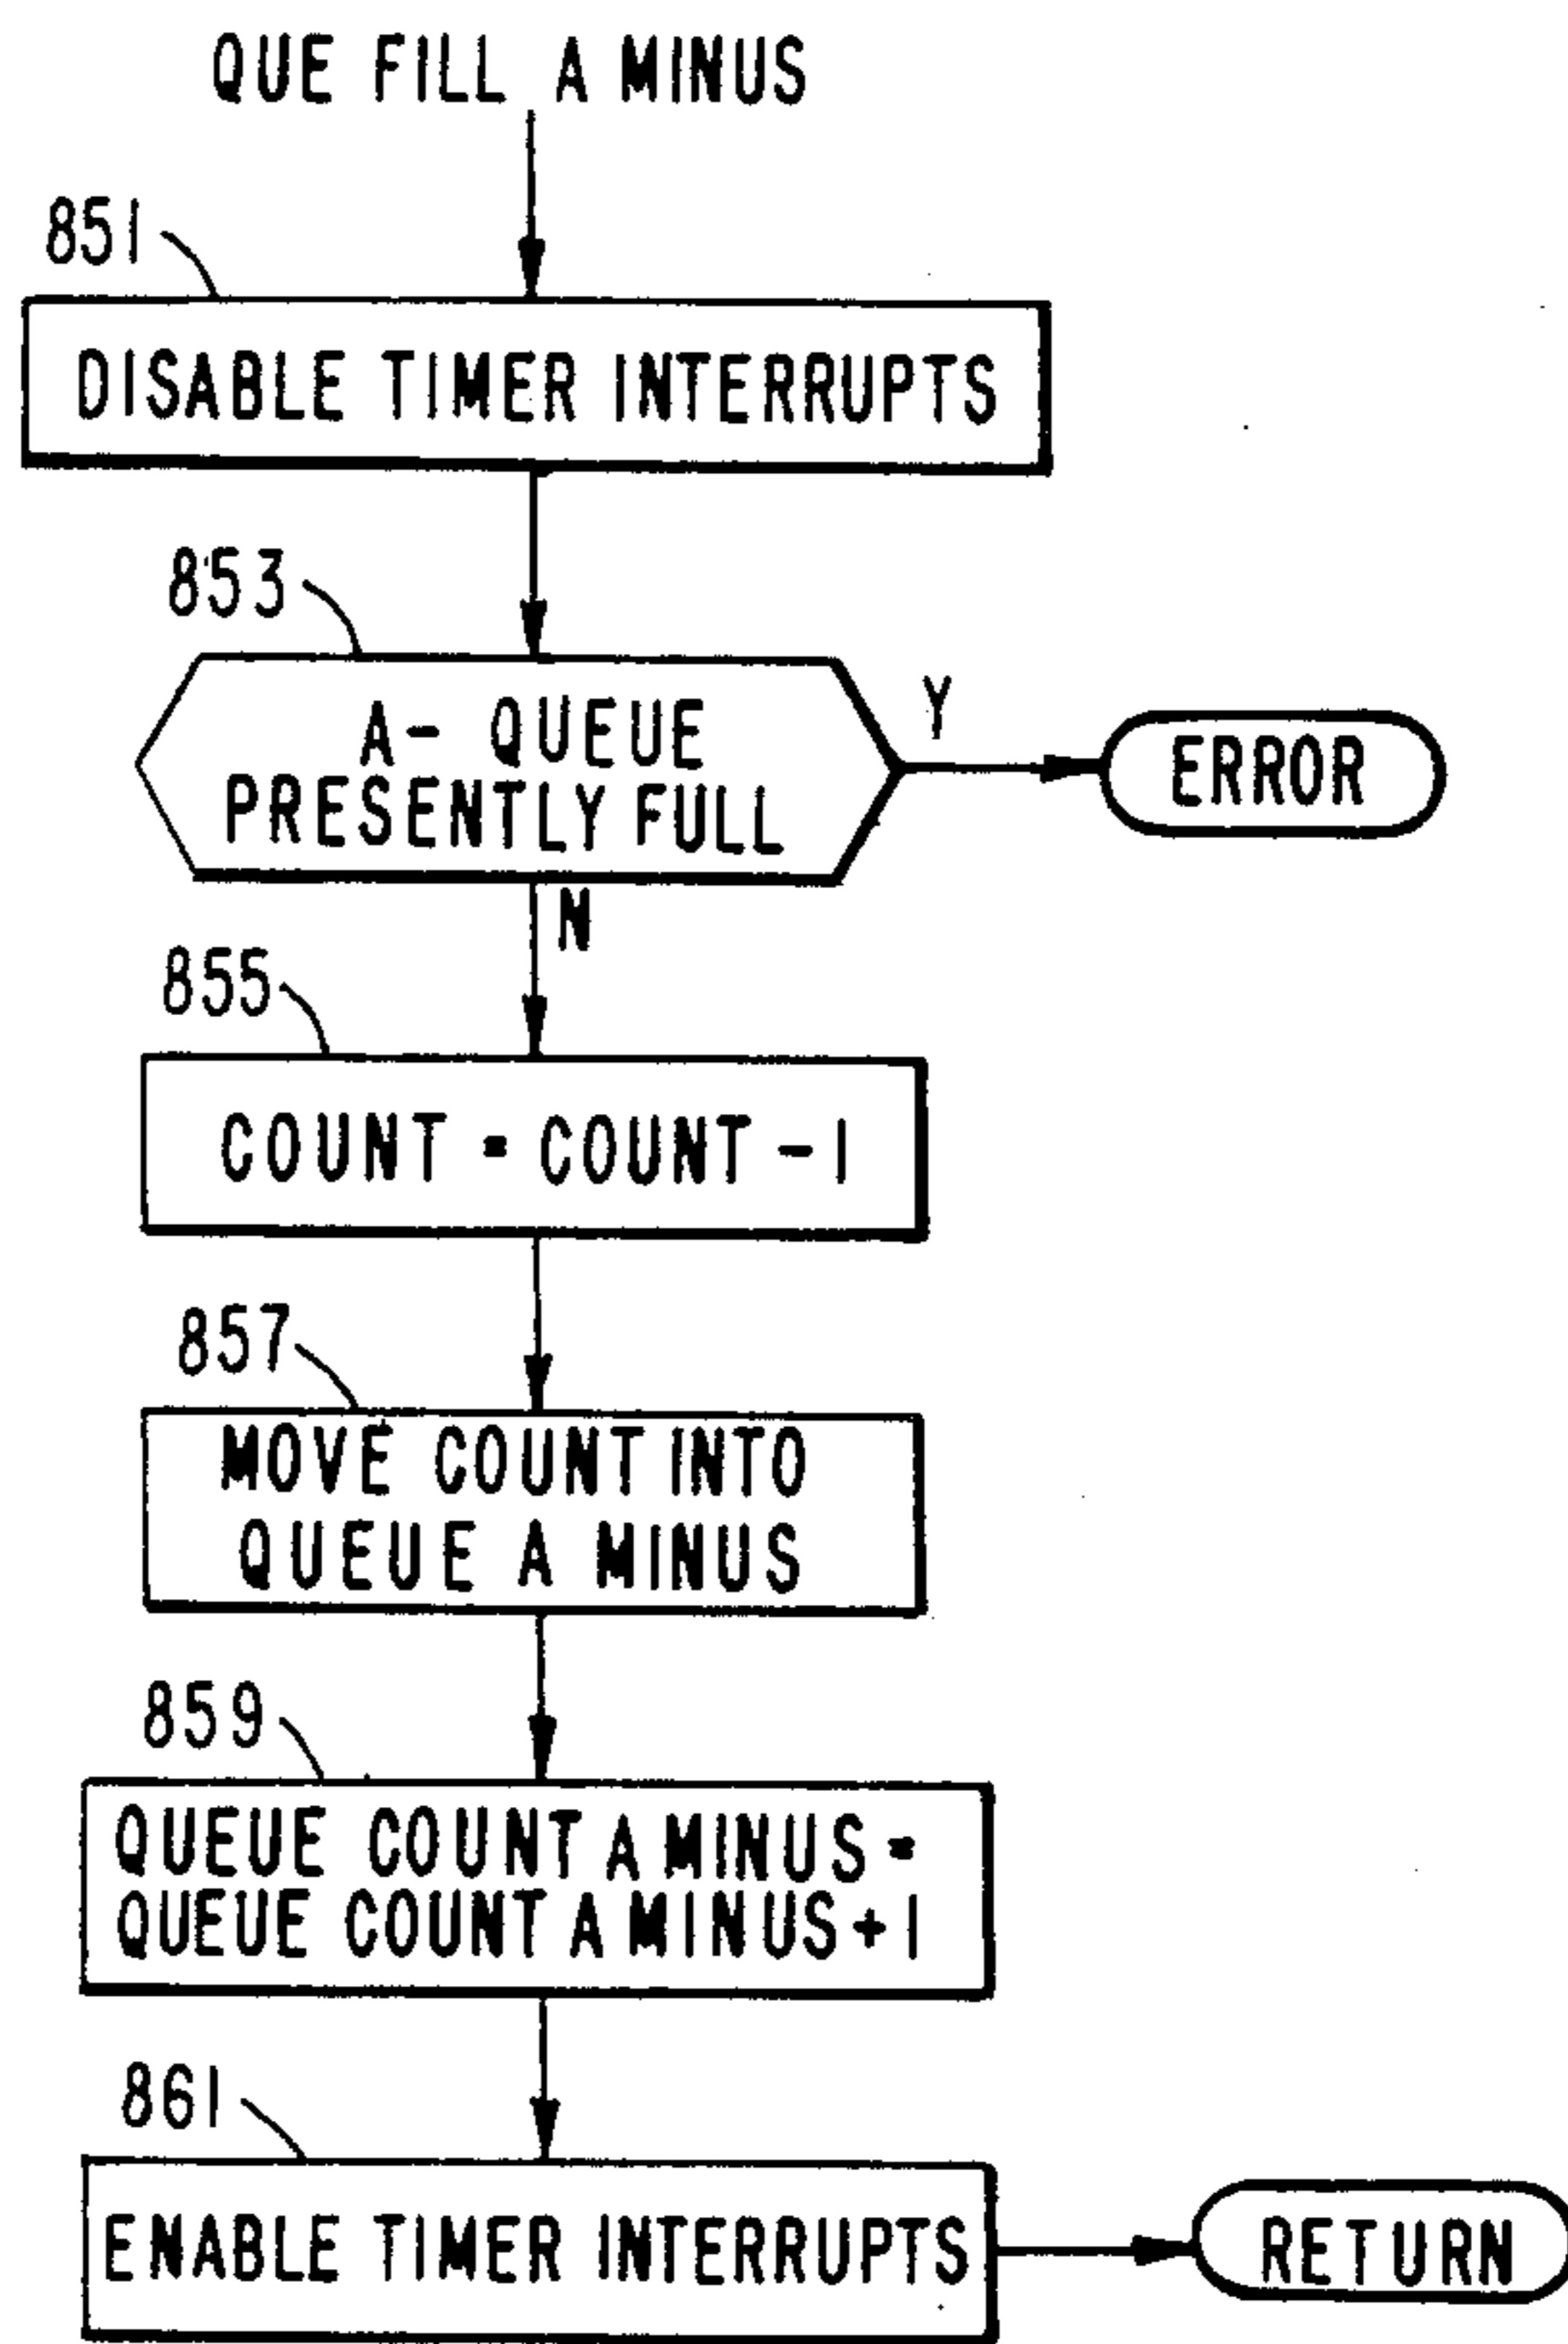 QUE FILL A MINUS
851
DISABLE TIMER INTERRUPTS
853
A- QUEUE
PRESENTLY FULL
Y
ERROR
N
855
COUNT = COUNT - 1
857
MOVE COUNT INTO
QUEUE A MINUS
859
QUEUE COUNT A MINUS =
QUEUE COUNT A MINUS + 1
861
ENABLE TIMER INTERRUPTS
RETURN